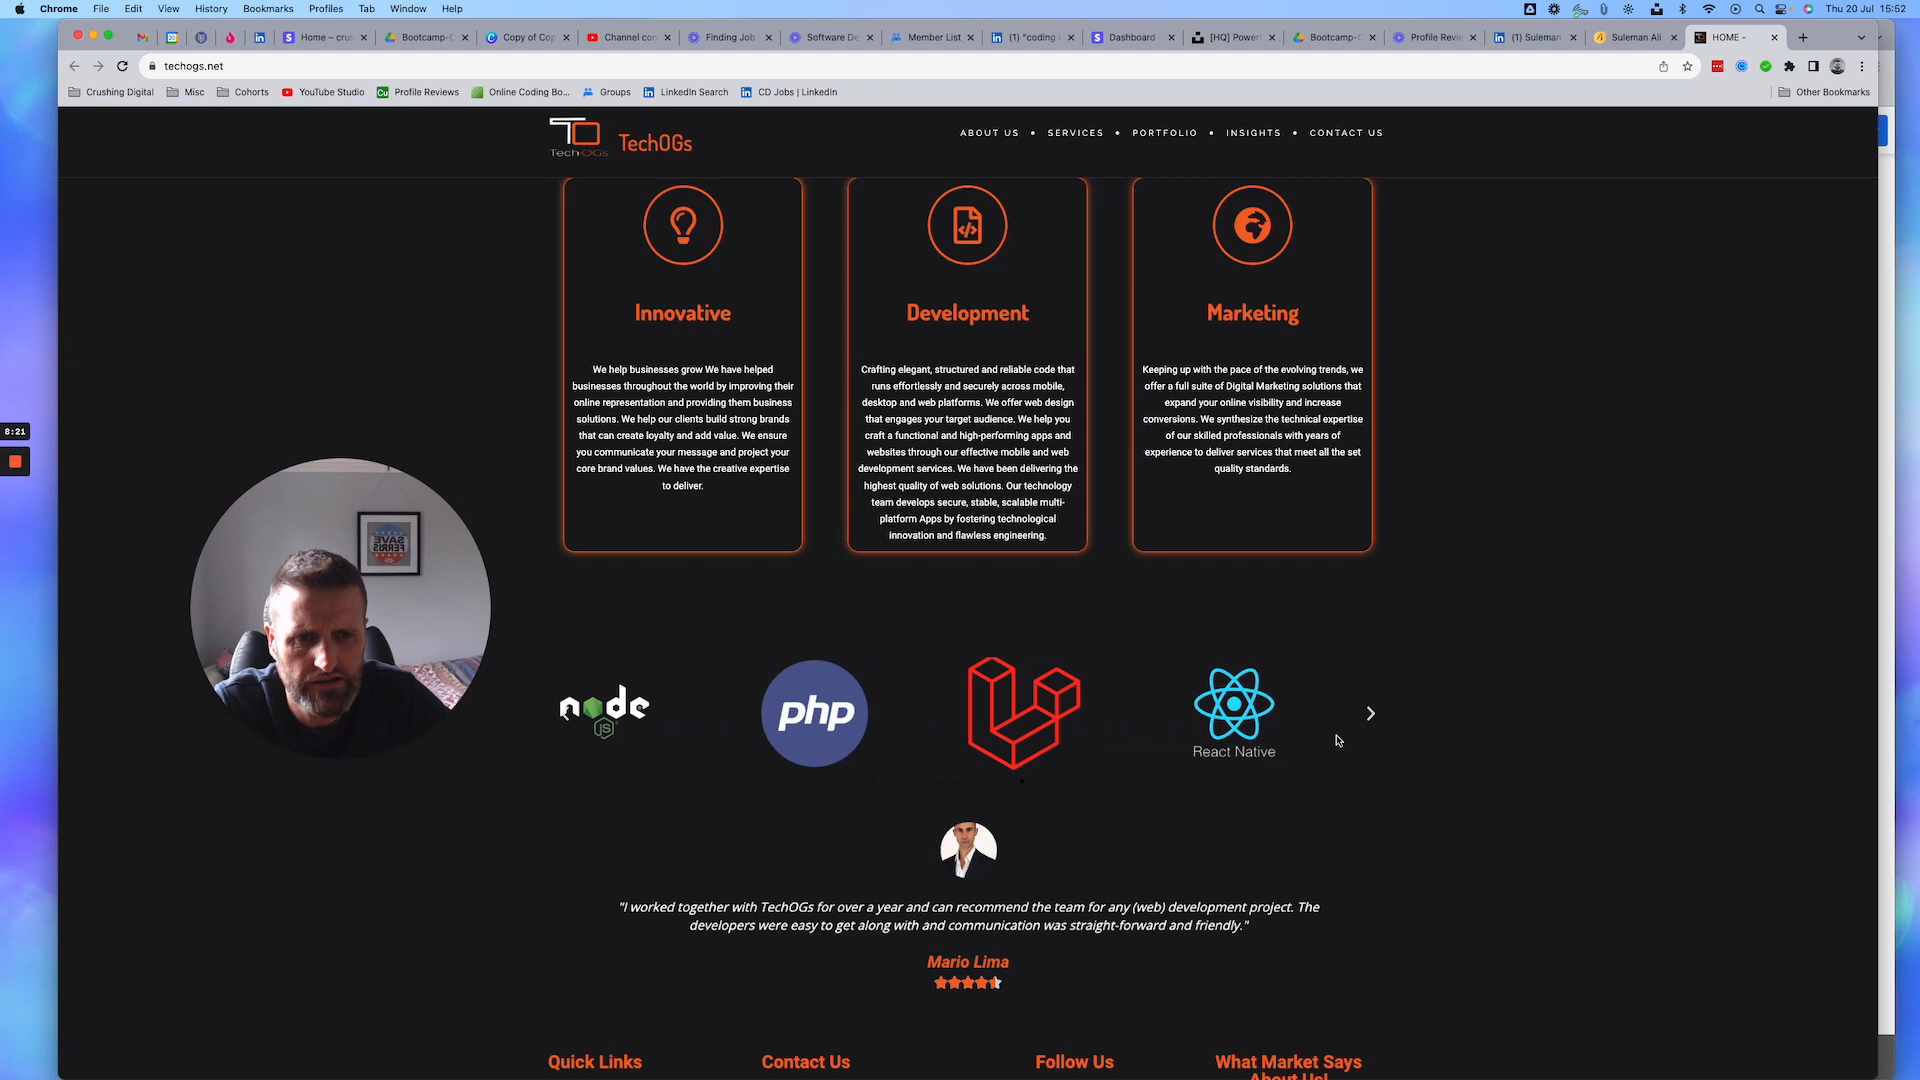 Chrome File Edit View History Bookmarks Profiles Tab Window Help Thu 20 Jul 15:52
Home – crus Bootcamp-C Copy of Cop Channel con Finding Job Software De Member List (1) "coding Dashboard – [HQ] Powerf Bootcamp-C Profile Revie (1) Suleman Suleman Ali HOME -
techogs.net
Crushing Digital Misc Cohorts YouTube Studio Profile Reviews Online Coding Bo... Groups LinkedIn Search CD Jobs | LinkedIn Other Bookmarks
TechOGs
TechOGs
ABOUT US • SERVICES • PORTFOLIO • INSIGHTS • CONTACT US
Innovative
We help businesses grow We have helped
businesses throughout the world by improving their
online representation and providing them business
solutions. We help our clients build strong brands
that can create loyalty and add value. We ensure
you communicate your message and project your
core brand values. We have the creative expertise
to deliver.
Development
Crafting elegant, structured and reliable code that
runs effortlessly and securely across mobile,
desktop and web platforms. We offer web design
that engages your target audience. We help you
craft a functional and high-performing apps and
websites through our effective mobile and web
development services. We have been delivering the
highest quality of web solutions. Our technology
team develops secure, stable, scalable multi-
platform Apps by fostering technological
innovation and flawless engineering.
Marketing
Keeping up with the pace of the evolving trends, we
offer a full suite of Digital Marketing solutions that
expand your online visibility and increase
conversions. We synthesize the technical expertise
of our skilled professionals with years of
experience to deliver services that meet all the set
quality standards.
8:21
SAVE
FERRIS
node
JS
php
React Native
"I worked together with TechOGs for over a year and can recommend the team for any (web) development project. The
developers were easy to get along with and communication was straight-forward and friendly."
Mario Lima
Quick Links
Contact Us
Follow Us
What Market Says
About Us!